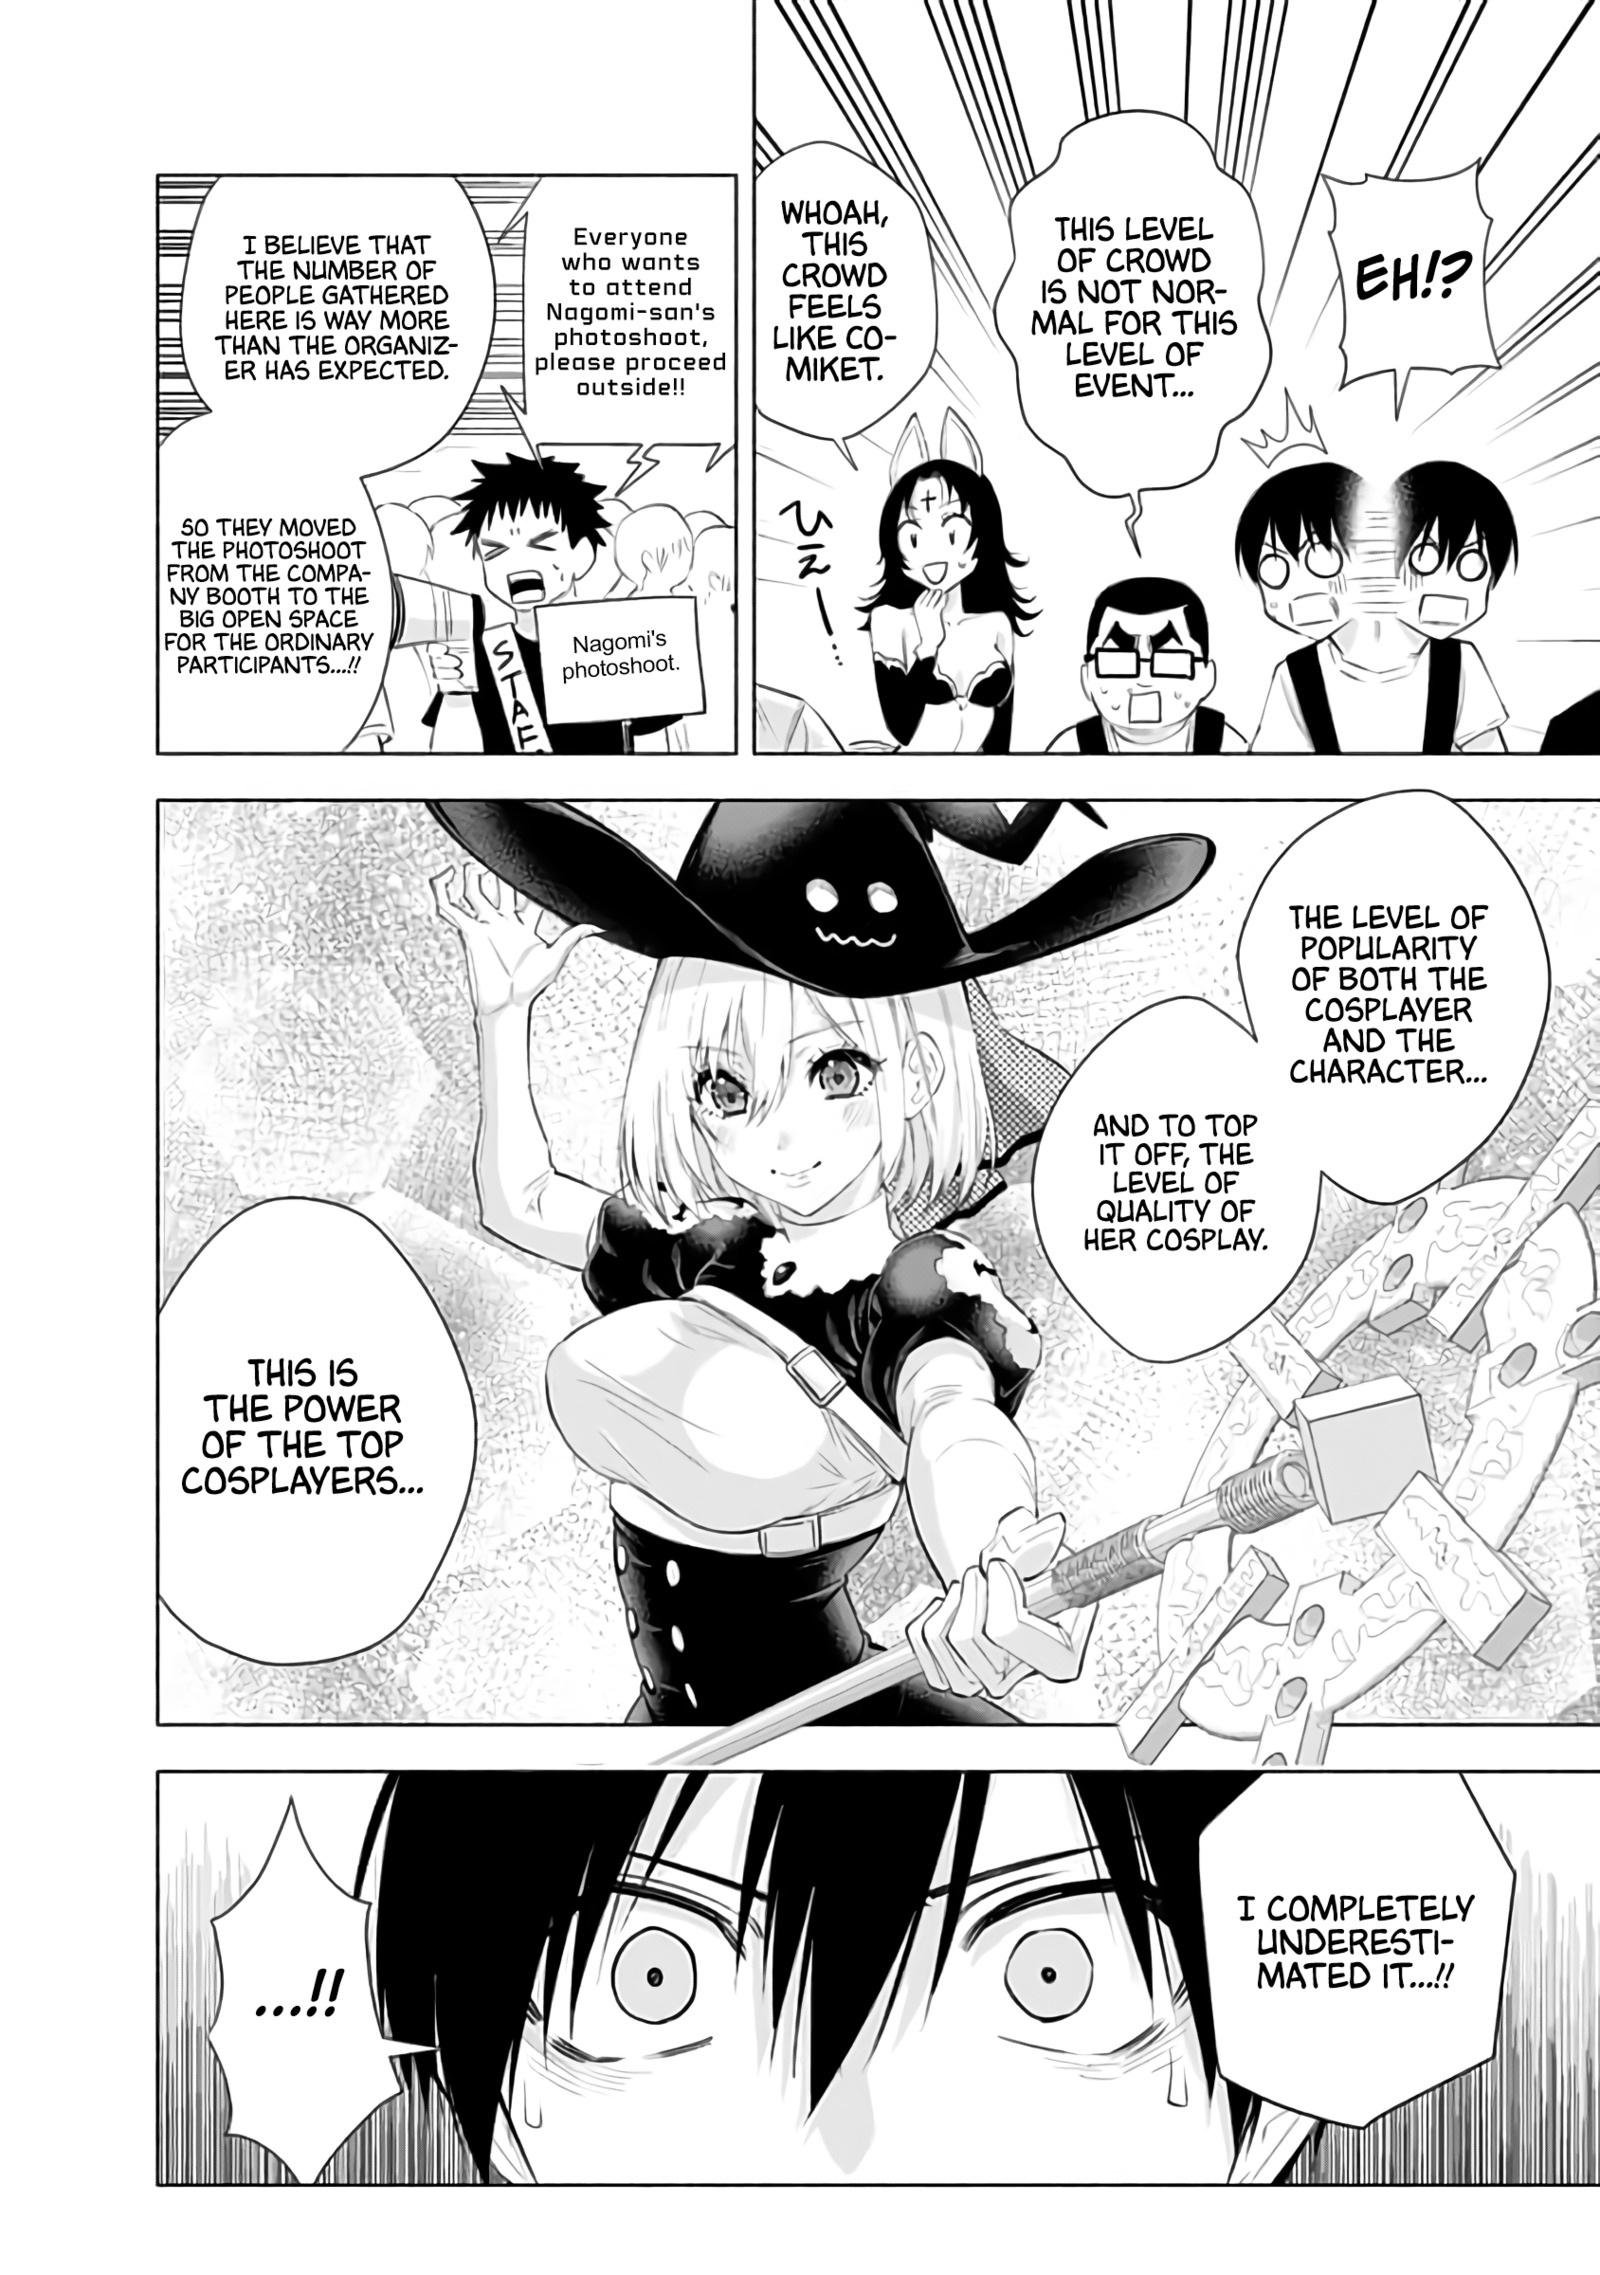 EH!?
THIS LEVEL
OF CROWD
IS NOT NOR-
MAL FOR THIS
LEVEL OF
EVENT...
WHOAH,
THIS
CROWD
FEELS
LIKE CO-
MIKET.
ひえー…
Everyone
who wants
to attend
Nagomi-san's
photoshoot,
please proceed
outside!!
I BELIEVE THAT
THE NUMBER OF
PEOPLE GATHERED
HERE IS WAY MORE
THAN THE ORGANIZ-
ER HAS EXPECTED.
SO THEY MOVED
THE PHOTOSHOOT
FROM THE COMPA-
NY BOOTH TO THE
BIG OPEN SPACE
FOR THE ORDINARY
PARTICIPANTS...!!
STAF
Nagomi's
photoshoot.
THE LEVEL OF
POPULARITY
OF BOTH THE
COSPLAYER
AND THE
CHARACTER...
AND TO TOP
IT OFF, THE
LEVEL OF
QUALITY OF
HER COSPLAY.
THIS IS
THE POWER
OF THE TOP
COSPLAYERS...
I COMPLETELY
UNDERESTI-
MATED IT...!!
...!!